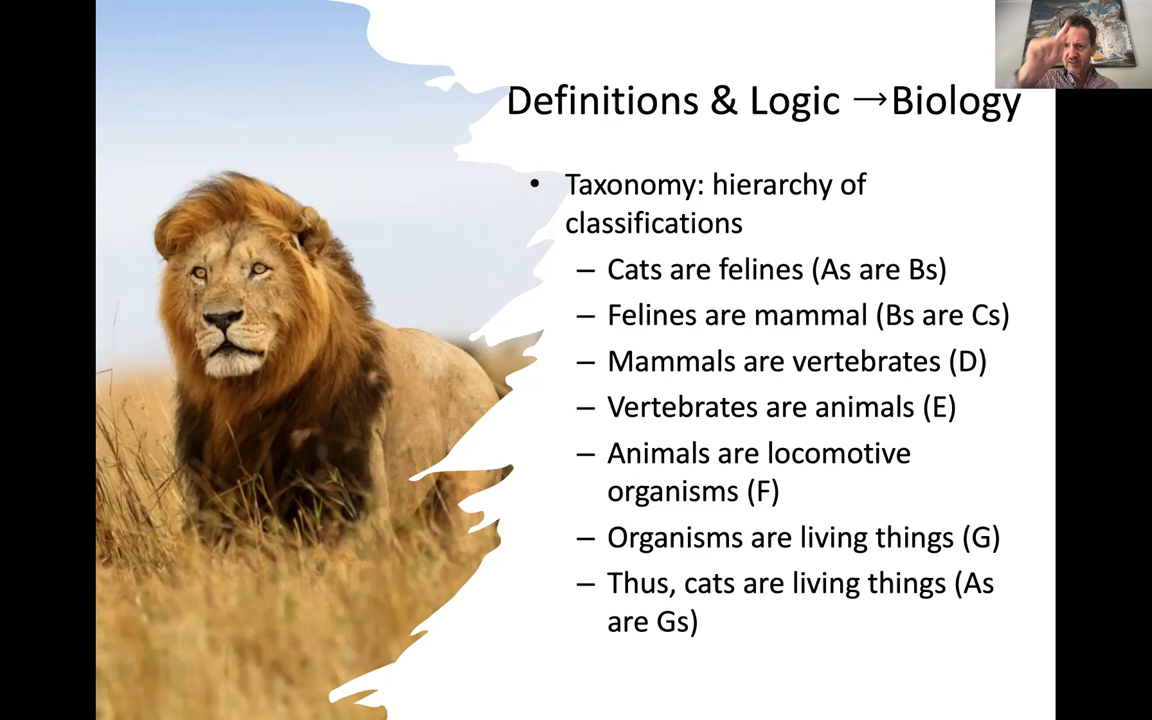 Definitions & Logic →Biology
• Taxonomy: hierarchy of
classifications
– Cats are felines (As are Bs)
– Felines are mammal (Bs are Cs)
– Mammals are vertebrates (D)
– Vertebrates are animals (E)
– Animals are locomotive
organisms (F)
– Organisms are living things (G)
– Thus, cats are living things (As
are Gs)